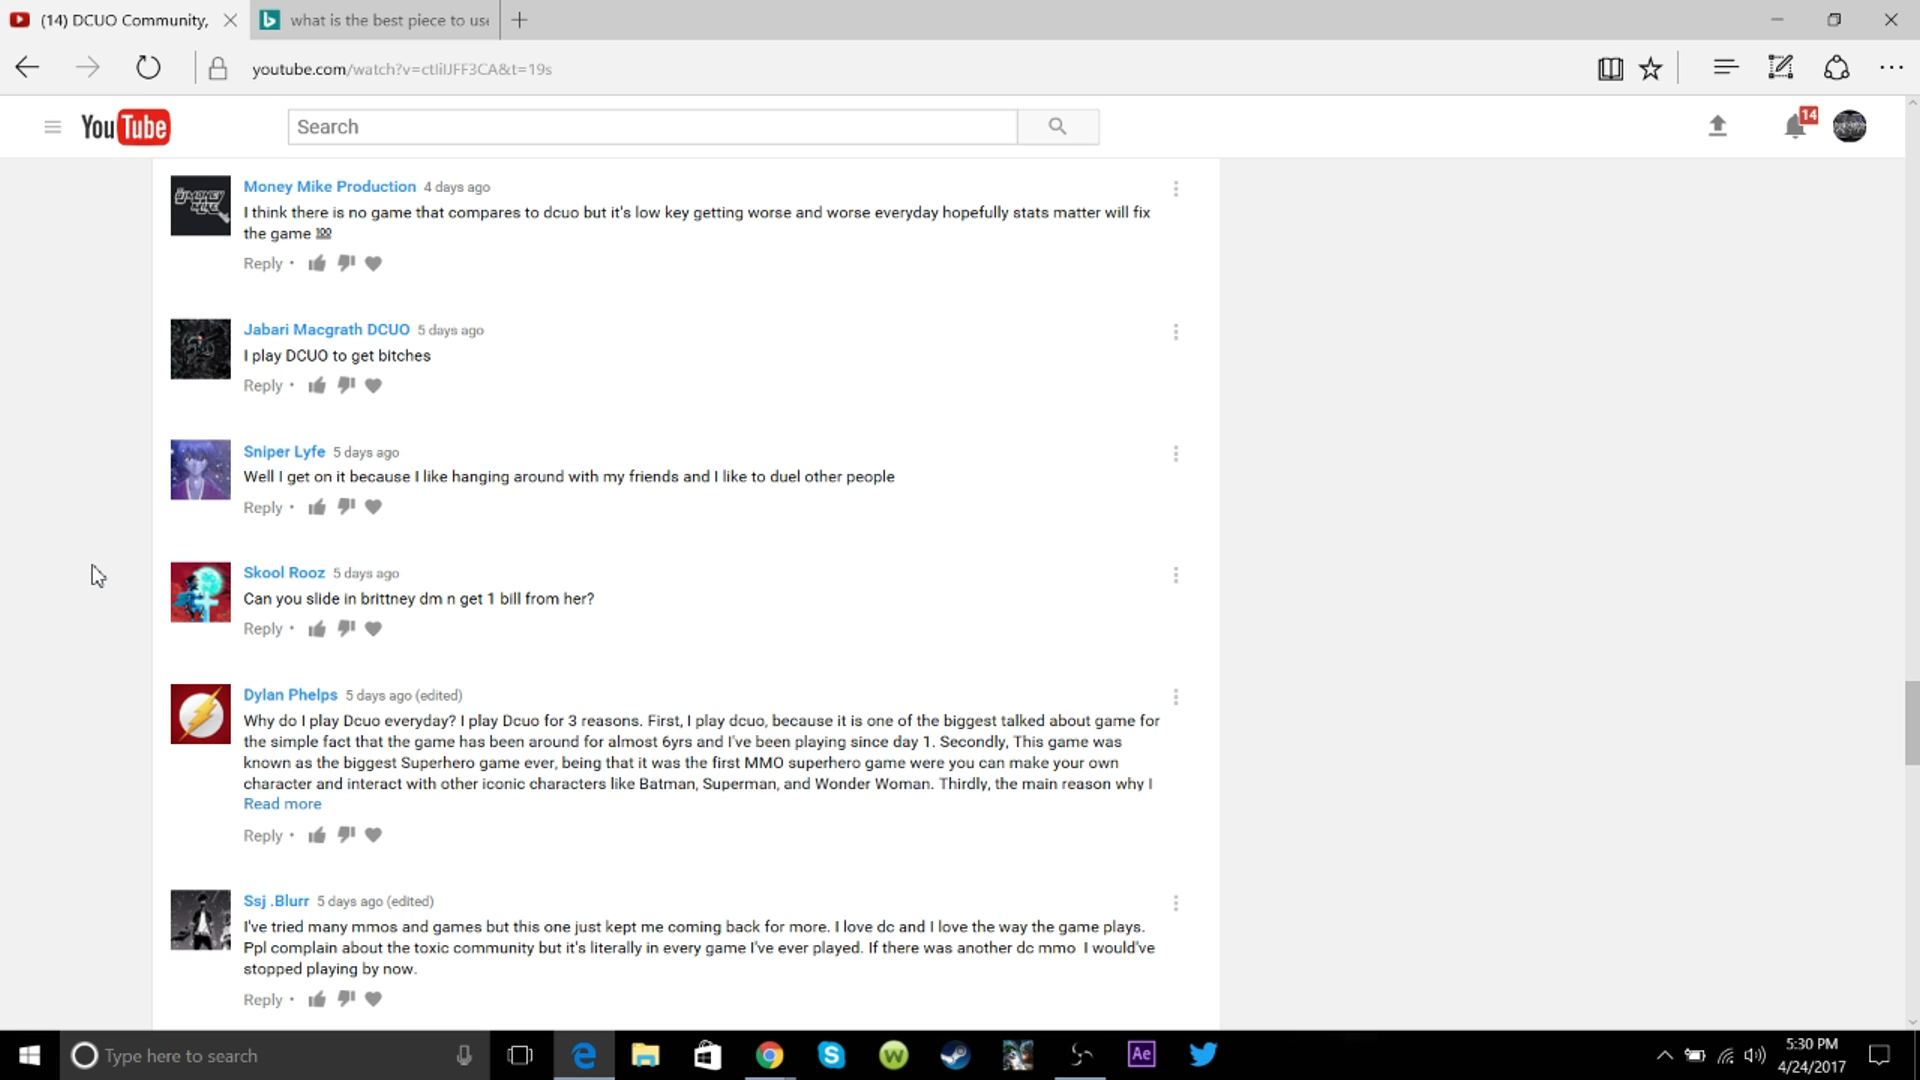 (14) DCUO Community,
what is the best piece to use
youtube.com/watch?v=ctIiIJFF3CA&t=19s
YouTube
Search
14
Money Mike Production 4 days ago
I think there is no game that compares to dcuo but it's low key getting worse and worse everyday hopefully stats matter will fix
the game 💯
Reply •
Jabari Macgrath DCUO 5 days ago
I play DCUO to get bitches
Reply •
Sniper Lyfe 5 days ago
Well I get on it because I like hanging around with my friends and I like to duel other people
Reply •
Skool Rooz 5 days ago
Can you slide in brittney dm n get 1 bill from her?
Reply •
Dylan Phelps 5 days ago (edited)
Why do I play Dcuo everyday? I play Dcuo for 3 reasons. First, I play dcuo, because it is one of the biggest talked about game for
the simple fact that the game has been around for almost 6yrs and I've been playing since day 1. Secondly, This game was
known as the biggest Superhero game ever, being that it was the first MMO superhero game were you can make your own
character and interact with other iconic characters like Batman, Superman, and Wonder Woman. Thirdly, the main reason why I
Read more
Reply •
Ssj .Blurr 5 days ago (edited)
I've tried many mmos and games but this one just kept me coming back for more. I love dc and I love the way the game plays.
Ppl complain about the toxic community but it's literally in every game I've ever played. If there was another dc mmo I would've
stopped playing by now.
Reply •
Type here to search
Ae
5:30 PM
4/24/2017